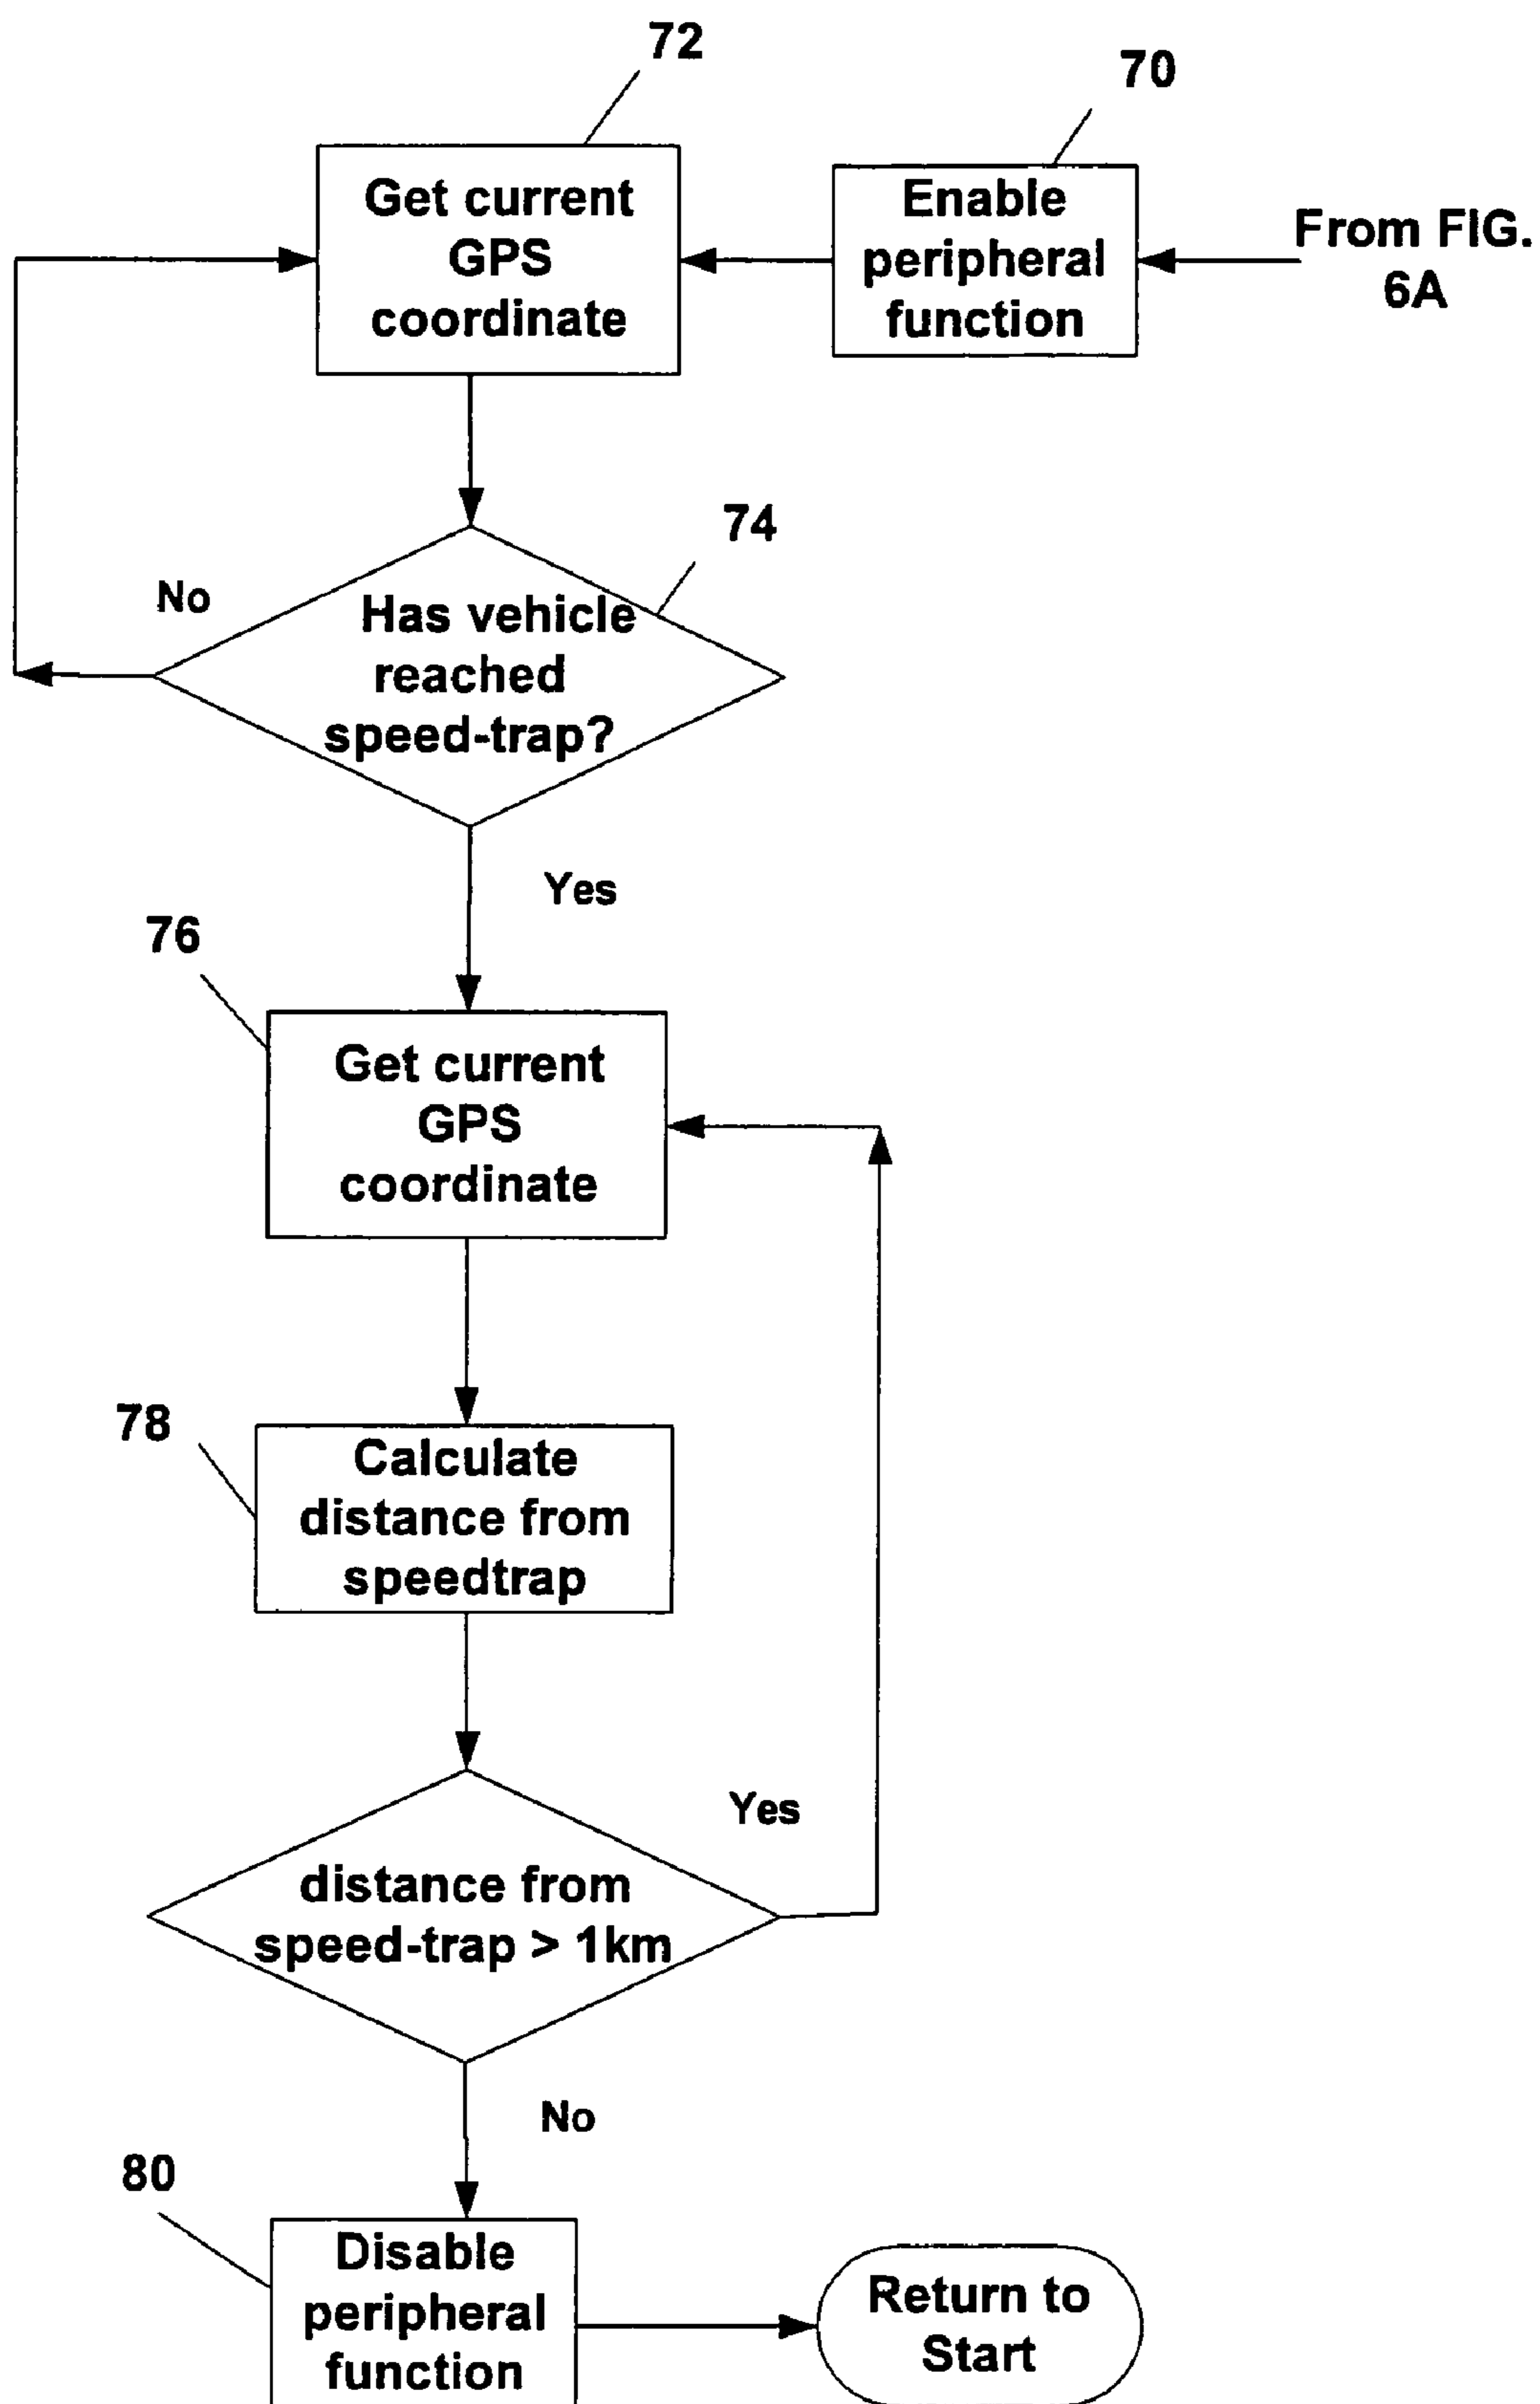 72
70
Get current
GPS
coordinate
Enable
peripheral
function
From FIG.
6A
74
No
Has vehicle
reached
speed-trap?
Yes
76
Get current
GPS
coordinate
78
Calculate
distance from
speedtrap
Yes
distance from
speed-trap > 1km
No
80
Disable
peripheral
function
Return to
Start